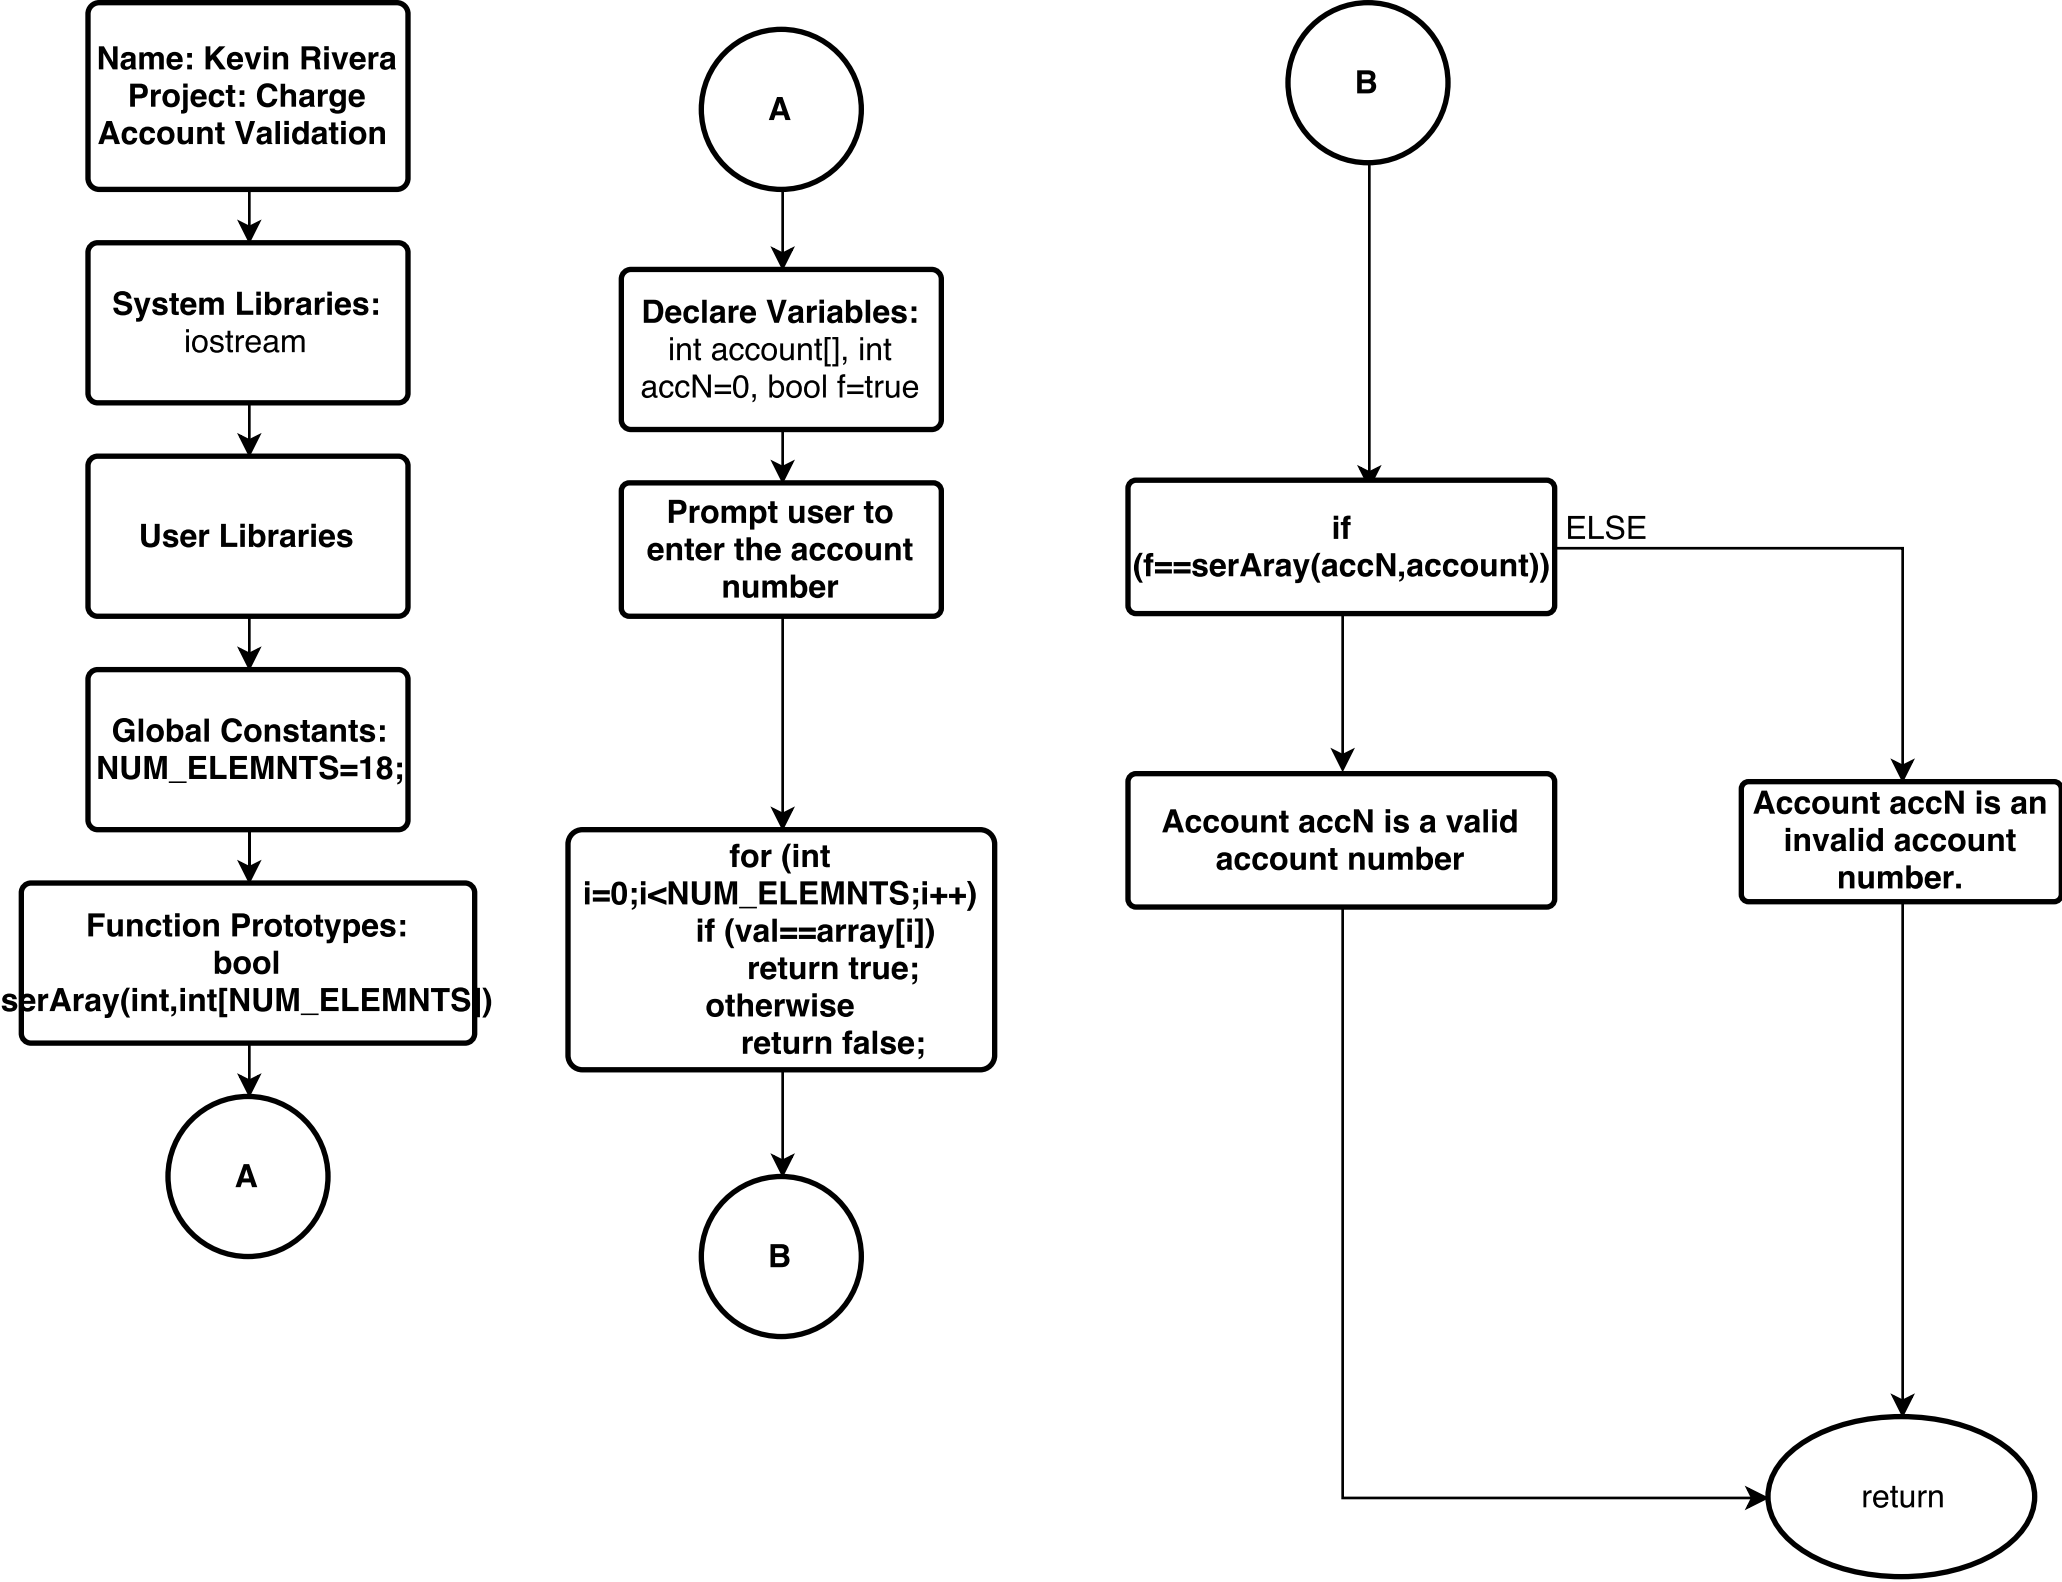 Name: Kevin Rivera
Project: Charge
Account Validation
System Libraries:
iostream
User Libraries
Global Constants:
NUM_ELEMNTS=18;
Function Prototypes:
bool
serAray(int,int[NUM_ELEMNTS])
A
A
Declare Variables:
int account[], int
accN=0, bool f=true
Prompt user to
enter the account
number
for (int
i=0;i<NUM_ELEMNTS;i++)
if (val==array[i])
return true;
otherwise
return false;
B
B
if
(f==serAray(accN,account))
ELSE
Account accN is a valid
account number
Account accN is an
invalid account
number.
return